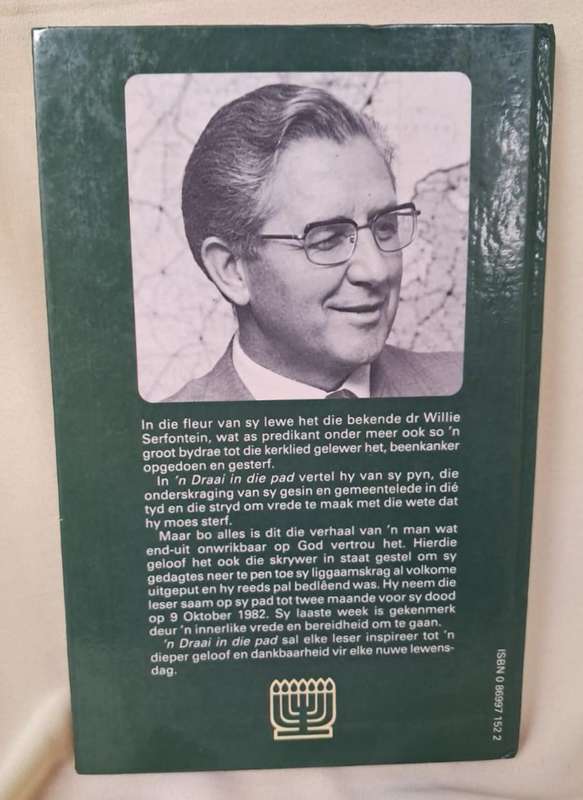 In die fleur van sy lewe het die bekende dr Willie
Serfontein, wat as predikant onder meer ook so 'n
groot bydrae tot die kerklied gelewer het, beenkanker
opgedoen en gesterf.
In 'n Draai in die pad vertel hy van sy pyn, die
onderskraging van sy gesin en gemeentelede in dié
tyd en die stryd om vrede te maak met die wete dat
hy moes sterf.
Maar bo alles is dit die verhaal van 'n man wat
end-uit onwrikbaar op God vertrou het. Hierdie
geloof het ook die skrywer in staat gestel om sy
gedagtes neer te pen toe sy liggaamskrag al volkome
uitgeput en hy reeds pal bedlêend was. Hy neem die
leser saam op sy pad tot twee maande voor sy dood
op 9 Oktober 1982. Sy laaste week is gekenmerk
deur 'n innerlike vrede en bereidheid om te gaan.
'n Draai in die pad sal elke leser inspireer tot 'n
dieper geloof en dankbaarheid vir elke nuwe lewens-
dag.
ISBN 0 86997 152 2